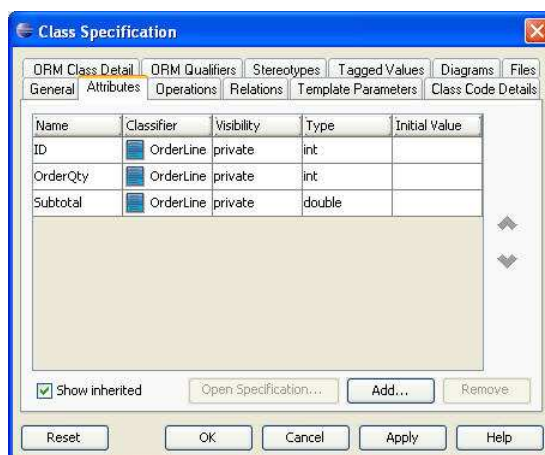 Class Specification
ORM Class Detail ORM Qualifiers Stereotypes Tagged Values Diagrams Files
General Attributes Operations Relations Template Parameters Class Code Details
Name Classifier Visibility Type Initial Value
ID OrderLine private int
OrderQty OrderLine private int
Subtotal OrderLine private double
Show inherited Open Specification... Add... Remove
Reset OK Cancel Apply Help